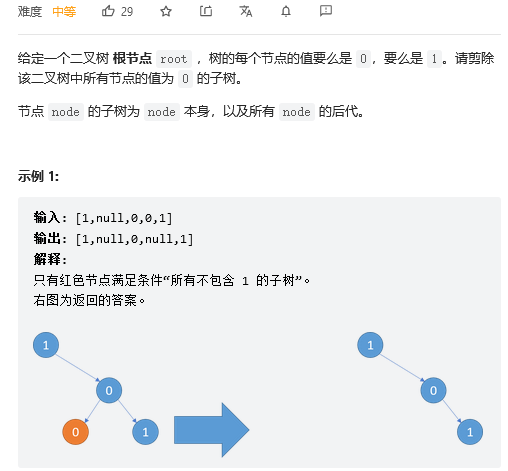 难度 中等 29
给定一个二叉树 根节点 root ，树的每个节点的值要么是 0，要么是 1。请剪除
该二叉树中所有节点的值为 0 的子树。
节点 node 的子树为 node 本身，以及所有 node 的后代。
示例 1:
输入: [1,null,0,0,1]
输出: [1,null,0,null,1]
解释:
只有红色节点满足条件“所有不包含 1 的子树”。
右图为返回的答案。
1 1
0 0
0 1 1